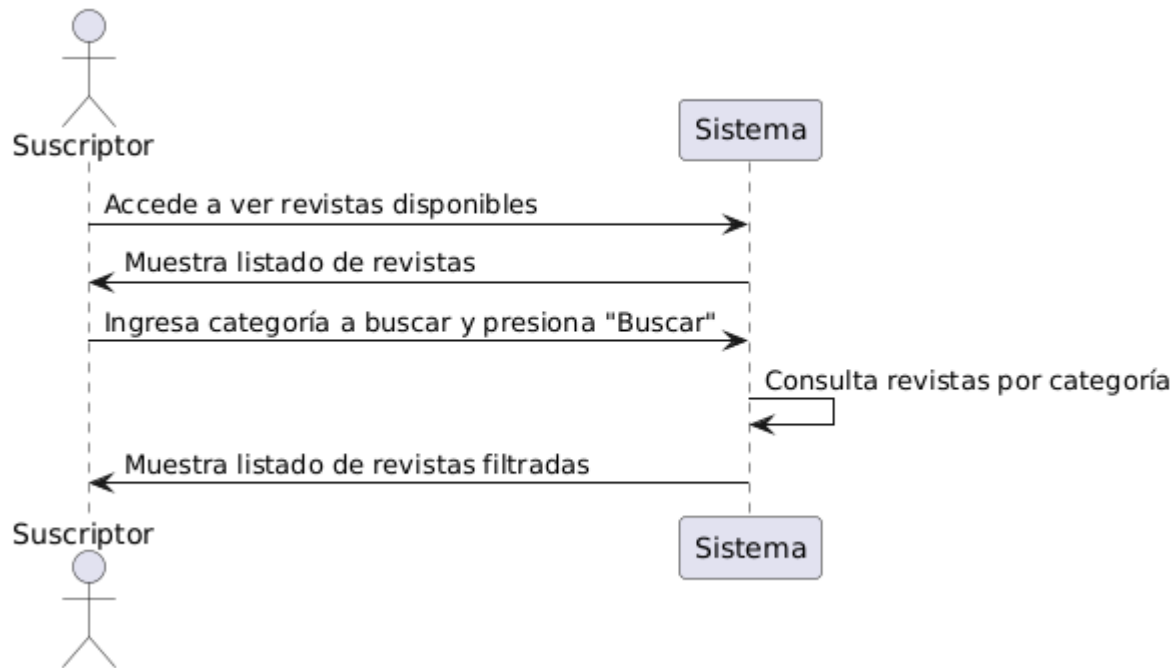 Suscriptor
Sistema
Accede a ver revistas disponibles
Muestra listado de revistas
Ingresa categoría a buscar y presiona "Buscar"
Consulta revistas por categoría
Muestra listado de revistas filtradas
Suscriptor
Sistema